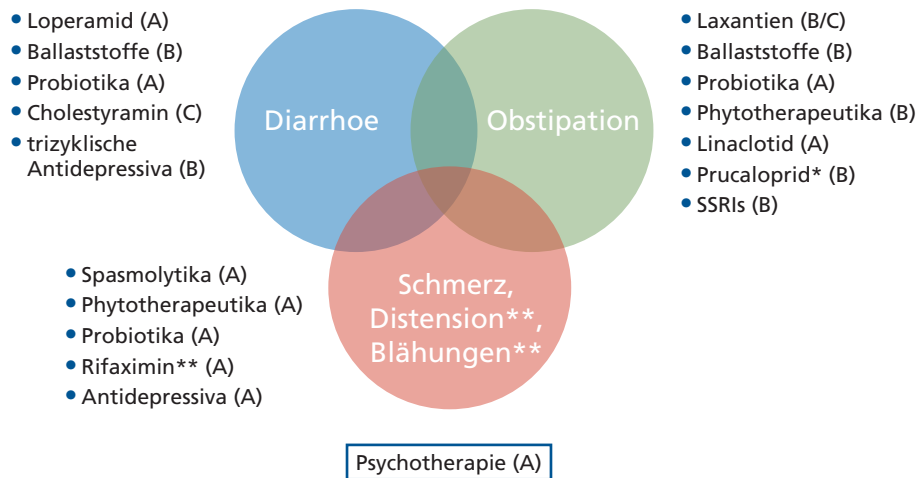 • Loperamid (A)
• Ballaststoffe (B)
• Probiotika (A)
• Cholestyramin (C)
• trizyklische
Antidepressiva (B)
Diarrhoe
Obstipation
• Laxantien (B/C)
• Ballaststoffe (B)
• Probiotika (A)
• Phytotherapeutika (B)
• Linaclotid (A)
• Prucaloprid* (B)
• SSRIs (B)
• Spasmolytika (A)
• Phytotherapeutika (A)
• Probiotika (A)
• Rifaximin** (A)
• Antidepressiva (A)
Schmerz,
Distension**,
Blähungen**
Psychotherapie (A)